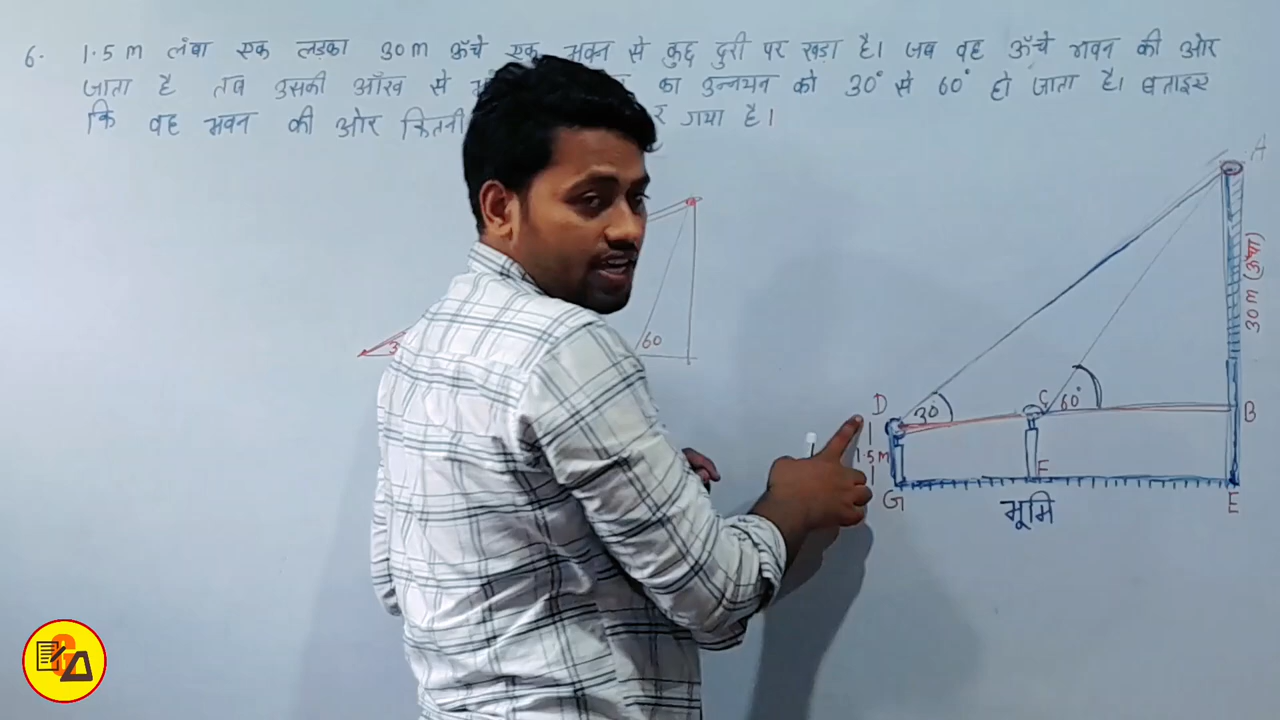 6. 1.5 m लंबा एक लड़का 30 m ऊँचे एक भवन से कुछ दुरी पर खड़ा है। जब वह ऊँचे भवन की ओर
जाता है तब उसकी आँख से का उन्नयन को 30° से 60° हो जाता है। बताइए
कि वह भवन की ओर कितनी गया है।
A
30 m (ऊँचा)
60
3
D
30°
C
60°
B
1.5 m
F
G
भूमि
E